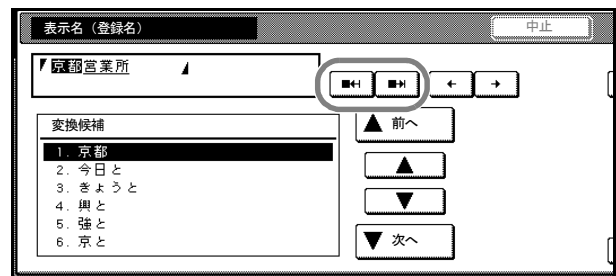 表示名（登録名）
中止
京都営業所
変換候補
前へ
1. 京都
2. 今日と
3. きょうと
4. 興と
5. 強と
6. 京と
次へ